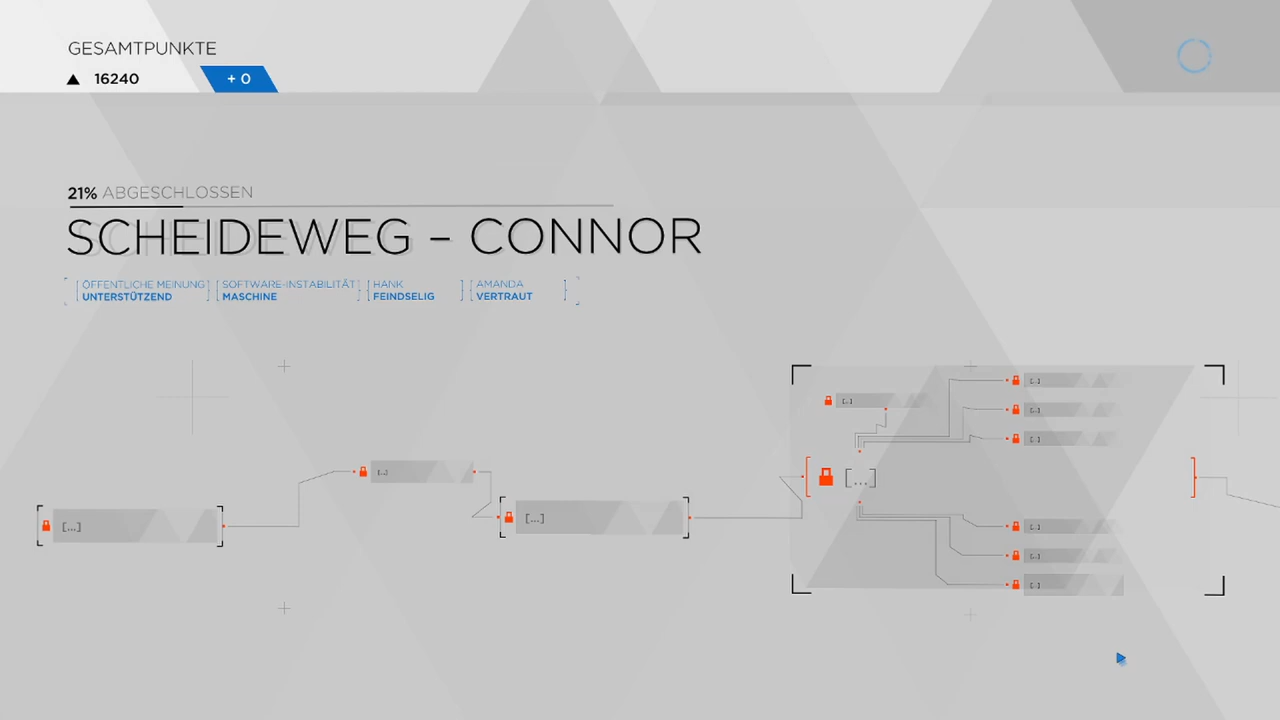 GESAMTPUNKTE
▲ 16240 + 0
21% ABGESCHLOSSEN
SCHEIDEWEG – CONNOR
ÖFFENTLICHE MEINUNG SOFTWARE-INSTABILITÄT HANK AMANDA
UNTERSTÜTZEND MASCHINE FEINDSELIG VERTRAUT
[...]
[...]
[...]
[...]
[...]
[...]
[...]
[...]
[...]
[...]
[...]